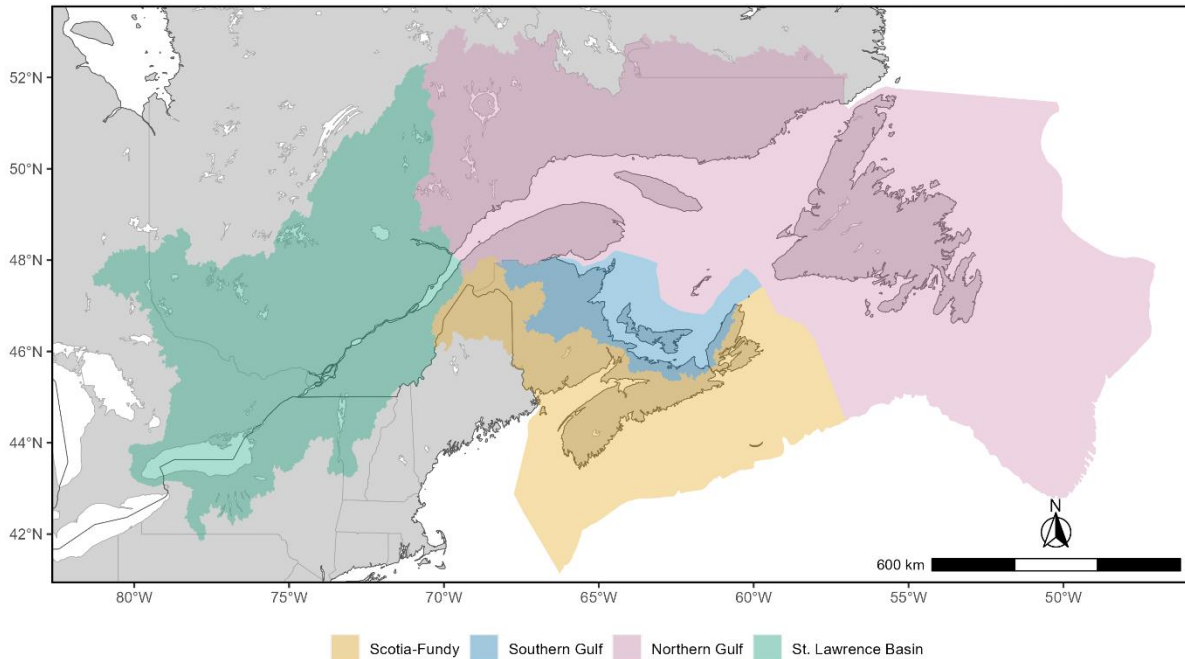 52°N
50°N
48°N
46°N
44°N
42°N
N
600 km
80°W 75°W 70°W 65°W 60°W 55°W 50°W
Scotia-Fundy Southern Gulf Northern Gulf St. Lawrence Basin